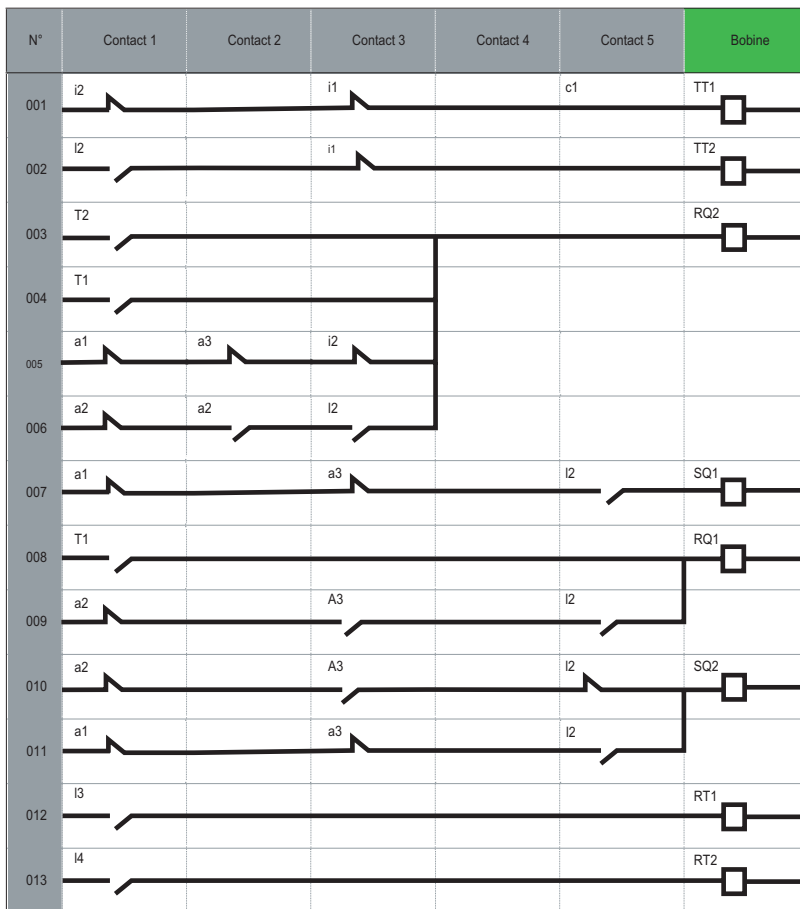 N° Contact 1 Contact 2 Contact 3 Contact 4 Contact 5 Bobine
001 i2 i1 c1 TT1
002 I2 i1 TT2
003 T2 RQ2
004 T1
005 a1 a3 i2
006 a2 a2 I2
007 a1 a3 I2 SQ1
008 T1 RQ1
009 a2 A3 I2
010 a2 A3 I2 SQ2
011 a1 a3 I2
012 I3 RT1
013 I4 RT2